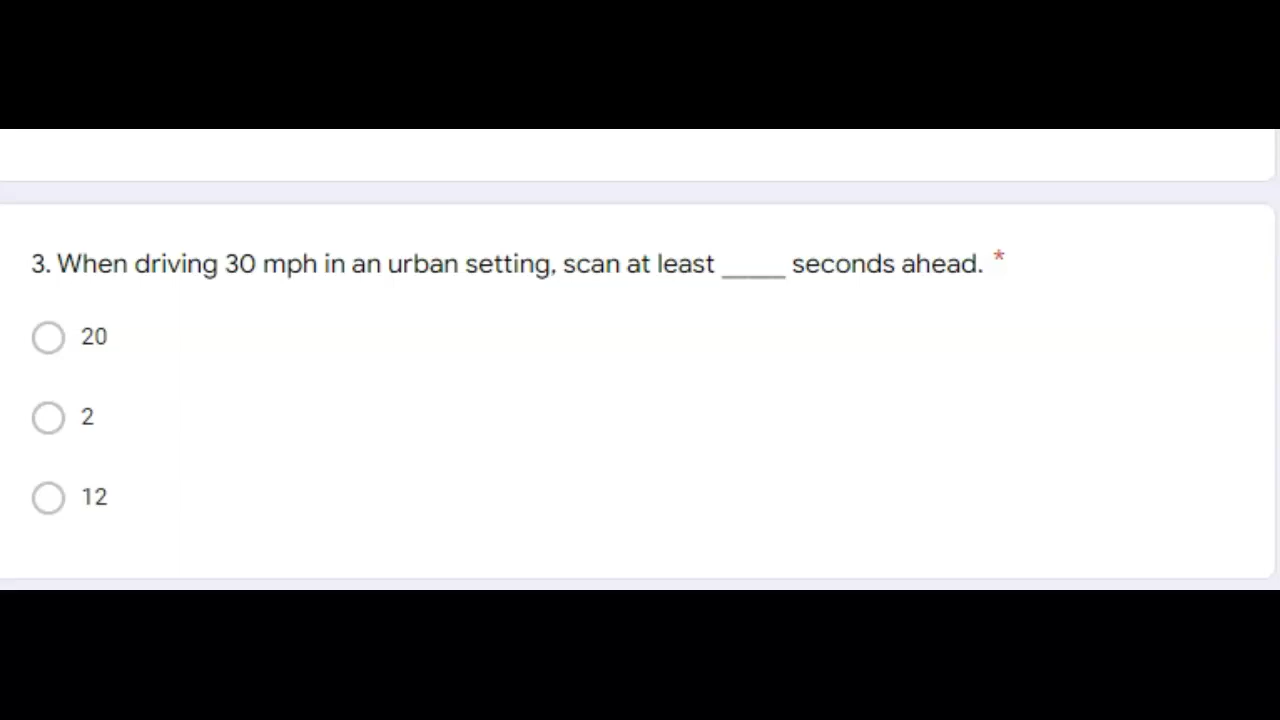 3. When driving 30 mph in an urban setting, scan at least _____ seconds ahead. *
20
2
12